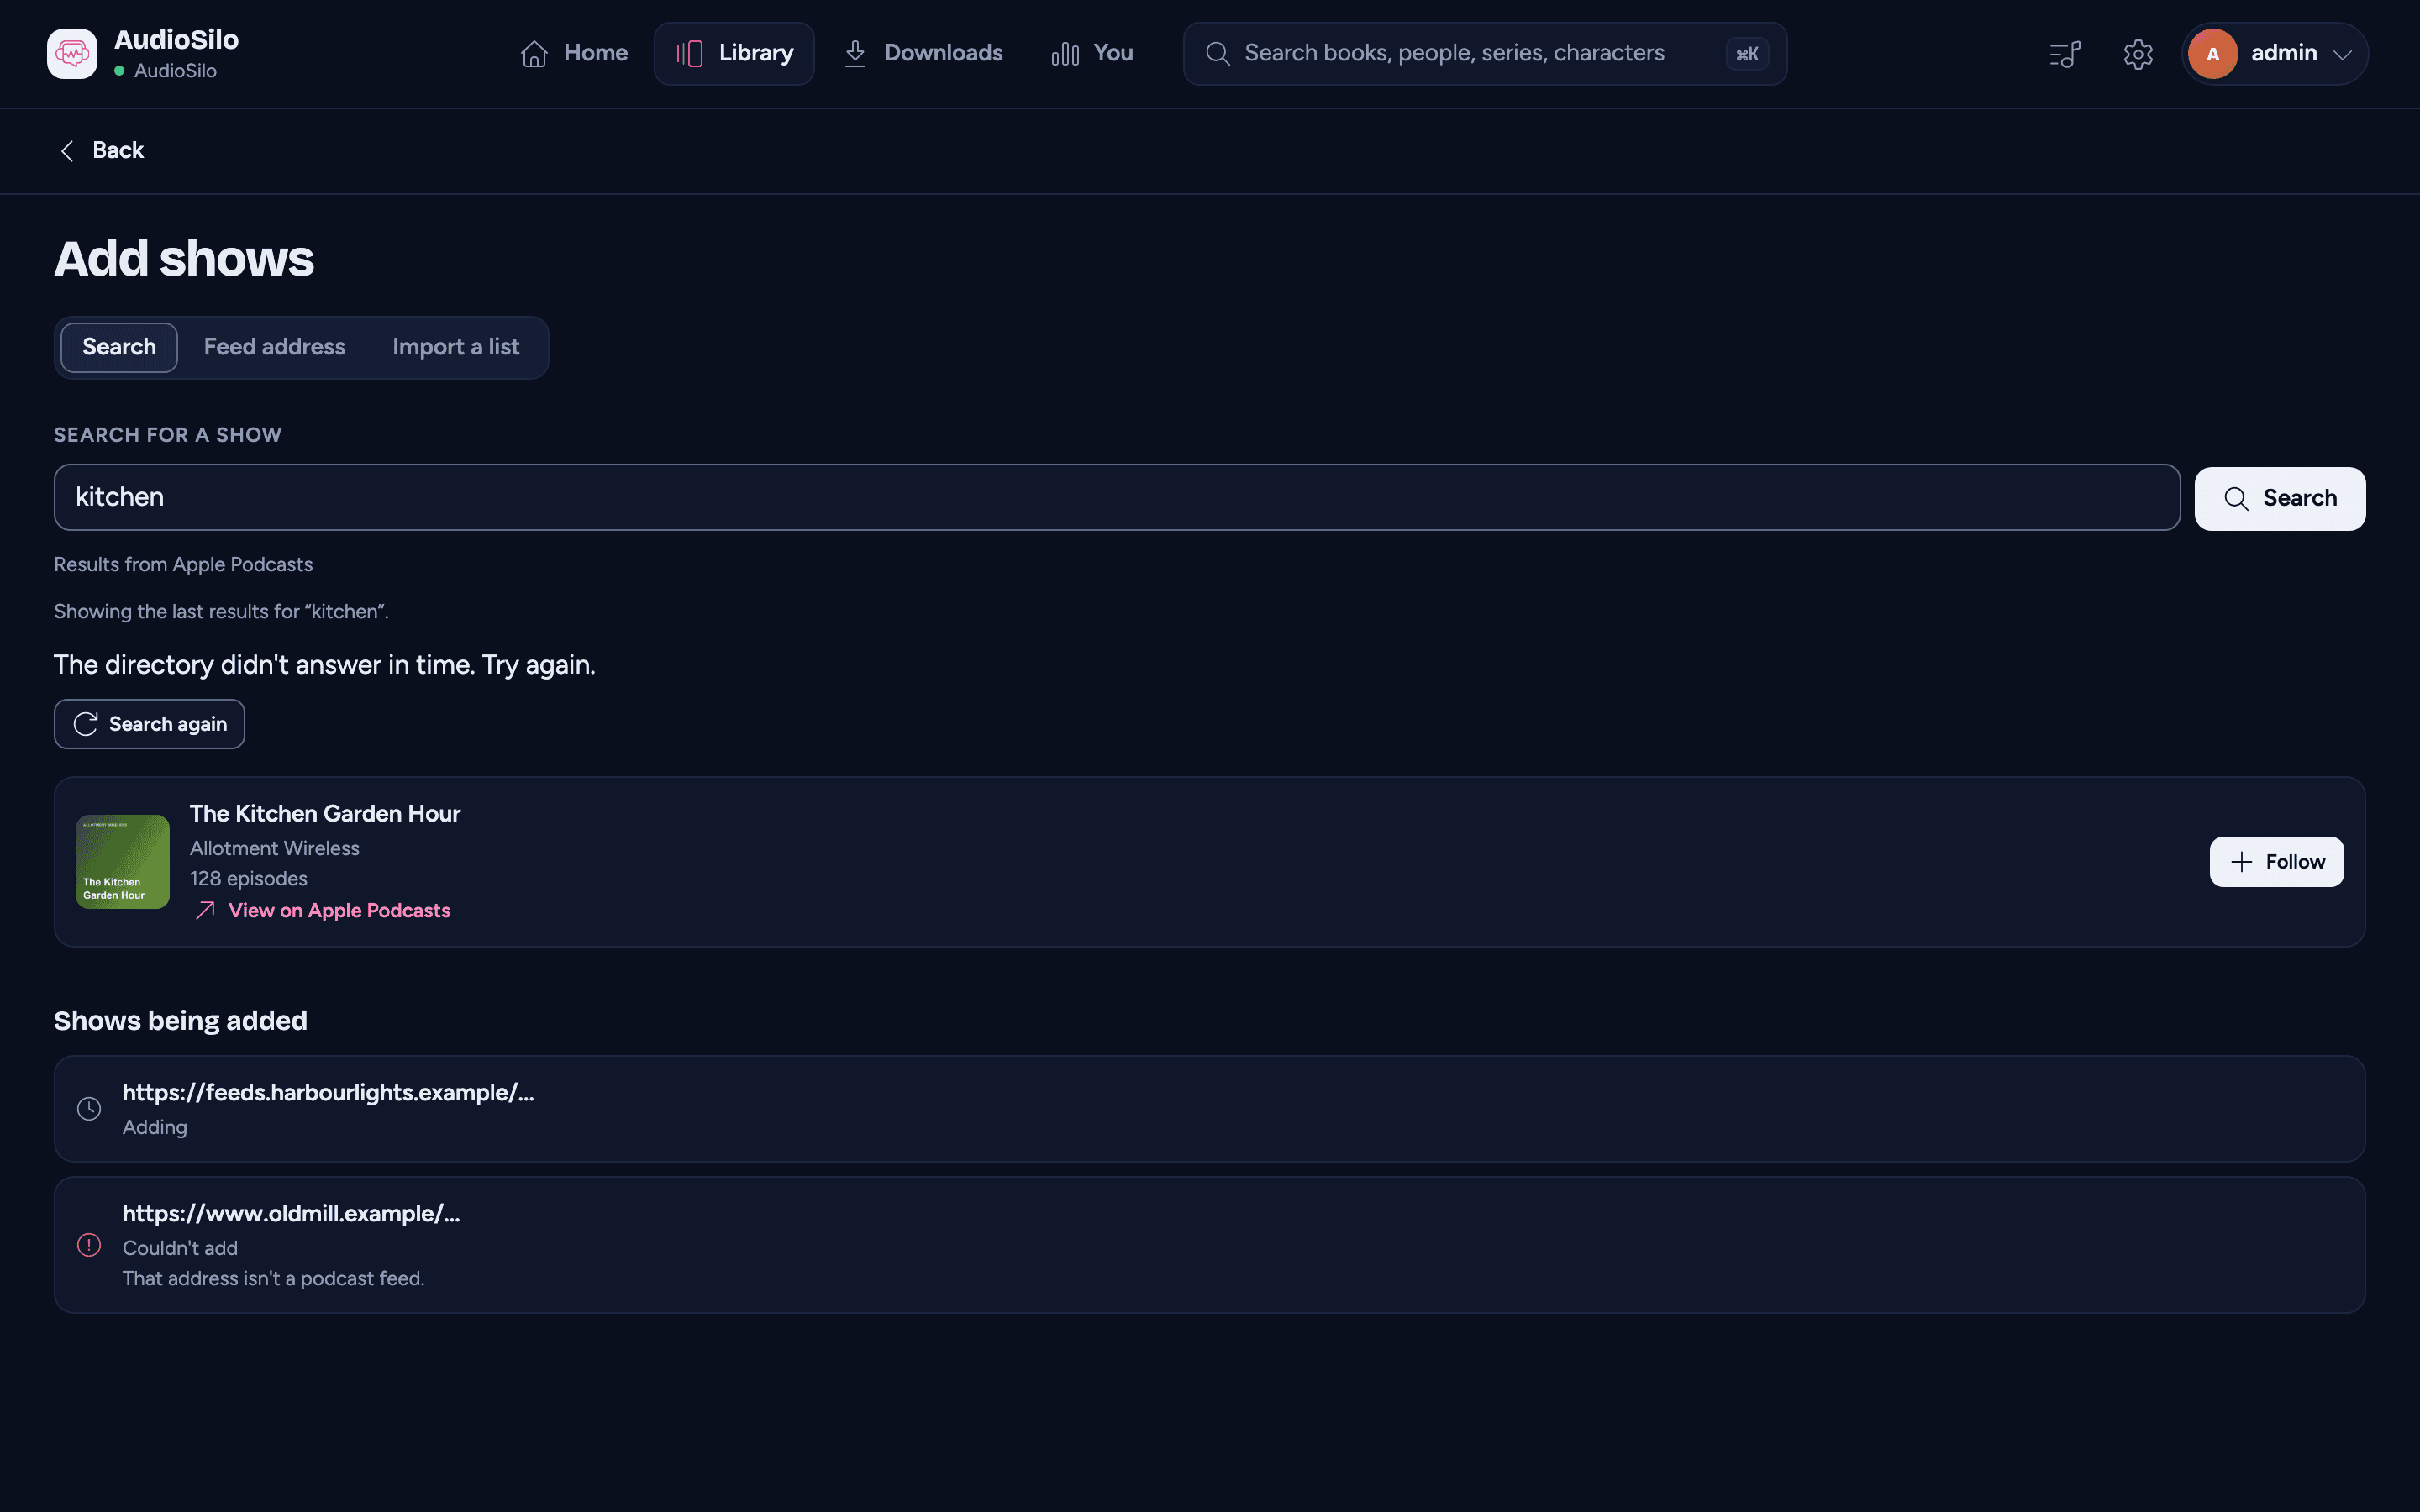 AudioSilo
AudioSilo
Home
Library
Downloads
You
Search books, people, series, characters
⌘K
A
admin
Back
Add shows
Search
Feed address
Import a list
SEARCH FOR A SHOW
kitchen
Search
Results from Apple Podcasts
Showing the last results for “kitchen”.
The directory didn't answer in time. Try again.
Search again
ALLOTMENT WIRELESS
The Kitchen
Garden Hour
The Kitchen Garden Hour
Allotment Wireless
128 episodes
View on Apple Podcasts
Follow
Shows being added
https://feeds.harbourlights.example/...
Adding
https://www.oldmill.example/...
Couldn't add
That address isn't a podcast feed.